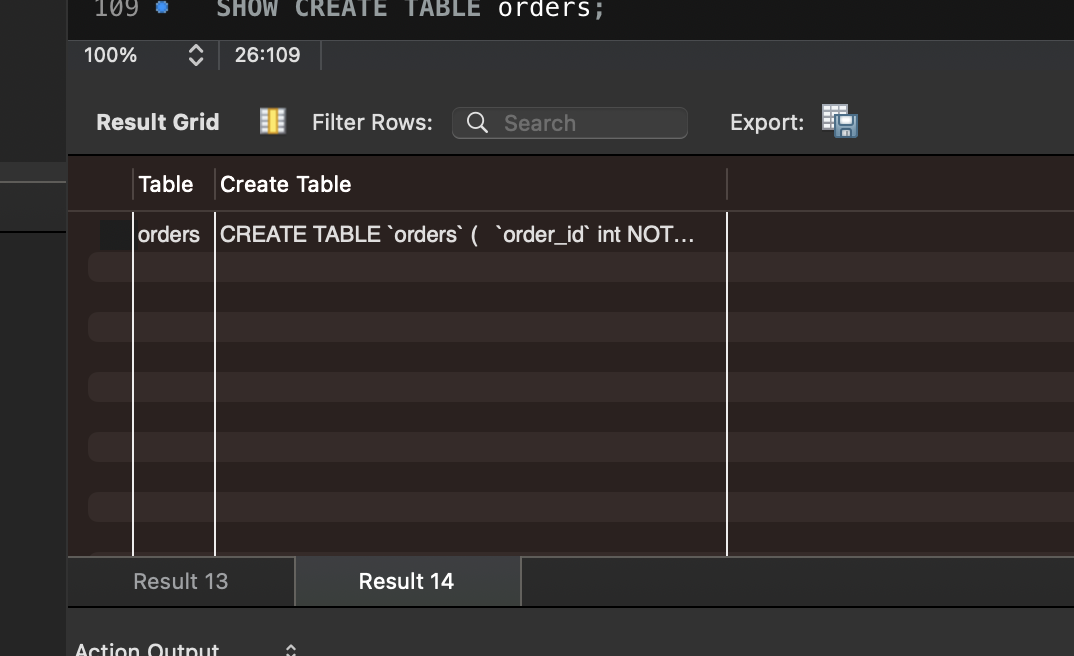 109 SHOW CREATE TABLE orders;
100% 26:109
Result Grid Filter Rows: Search Export:
Table Create Table
orders CREATE TABLE `orders` ( `order_id` int NOT...
Result 13 Result 14
Action Output